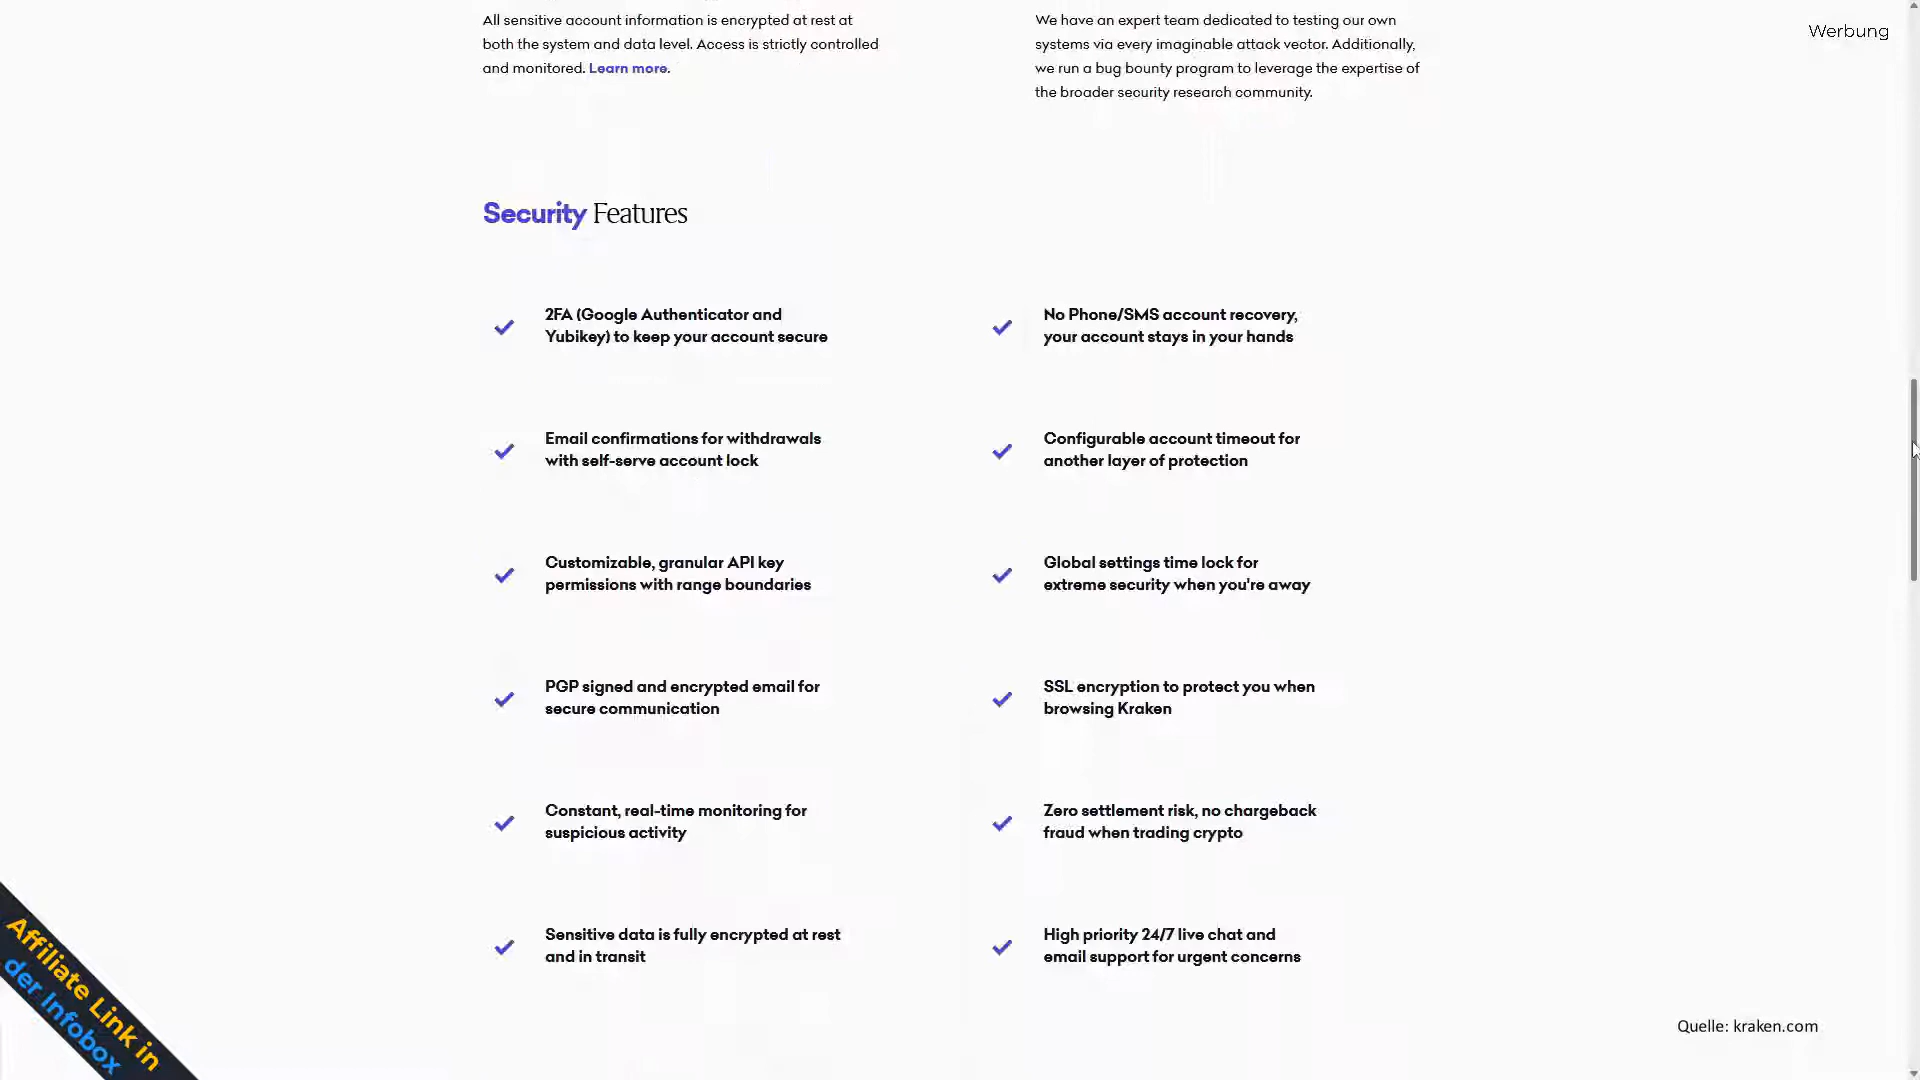 All sensitive account information is encrypted at rest at
both the system and data level. Access is strictly controlled
and monitored. Learn more.
We have an expert team dedicated to testing our own
systems via every imaginable attack vector. Additionally,
we run a bug bounty program to leverage the expertise of
the broader security research community.
Werbung
Security Features
2FA (Google Authenticator and
Yubikey) to keep your account secure
No Phone/SMS account recovery,
your account stays in your hands
Email confirmations for withdrawals
with self-serve account lock
Configurable account timeout for
another layer of protection
Customizable, granular API key
permissions with range boundaries
Global settings time lock for
extreme security when you're away
PGP signed and encrypted email for
secure communication
SSL encryption to protect you when
browsing Kraken
Constant, real-time monitoring for
suspicious activity
Zero settlement risk, no chargeback
fraud when trading crypto
Sensitive data is fully encrypted at rest
and in transit
High priority 24/7 live chat and
email support for urgent concerns
Affiliate Link in
der Infobox
Quelle: kraken.com